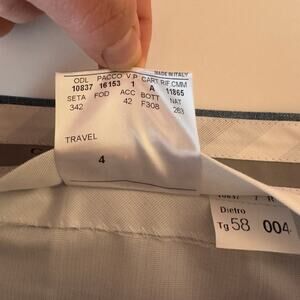 MADE IN ITALY
ODL PACCO V.P CART RIF.CMM
10837 16153 1 A 11865
SETA FOD ACC BOTT NAT
342 42 F308 263
TRAVEL
4
Dietro
Tg 58 004